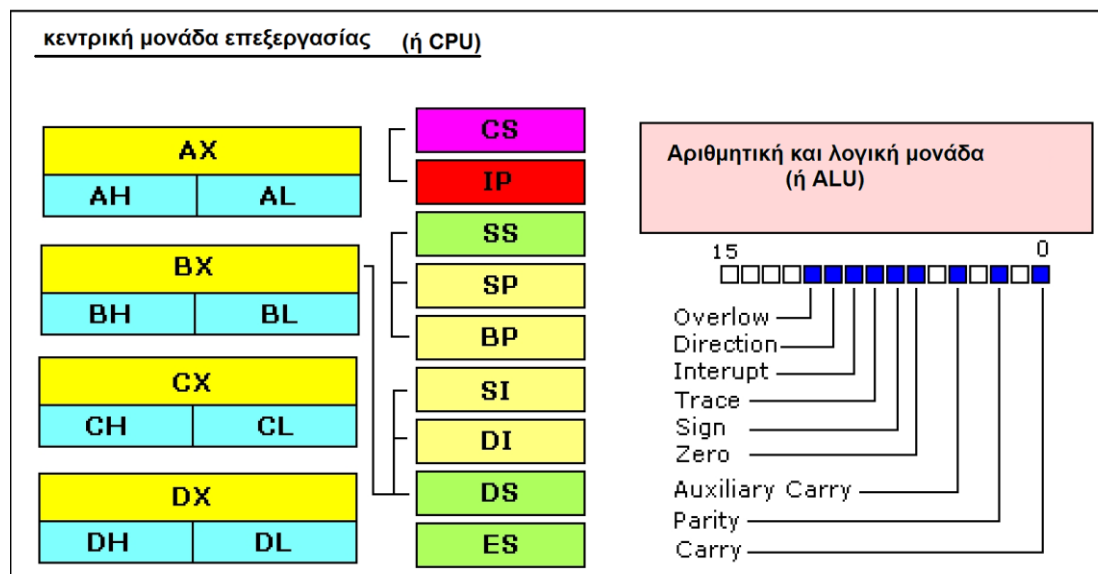 κεντρική μονάδα επεξεργασίας (ή CPU)
AX
AH AL
BX
BH BL
CX
CH CL
DX
DH DL
CS
IP
SS
SP
BP
SI
DI
DS
ES
Αριθμητική και λογική μονάδα
(ή ALU)
15 0
Overlow
Direction
Interupt
Trace
Sign
Zero
Auxiliary Carry
Parity
Carry